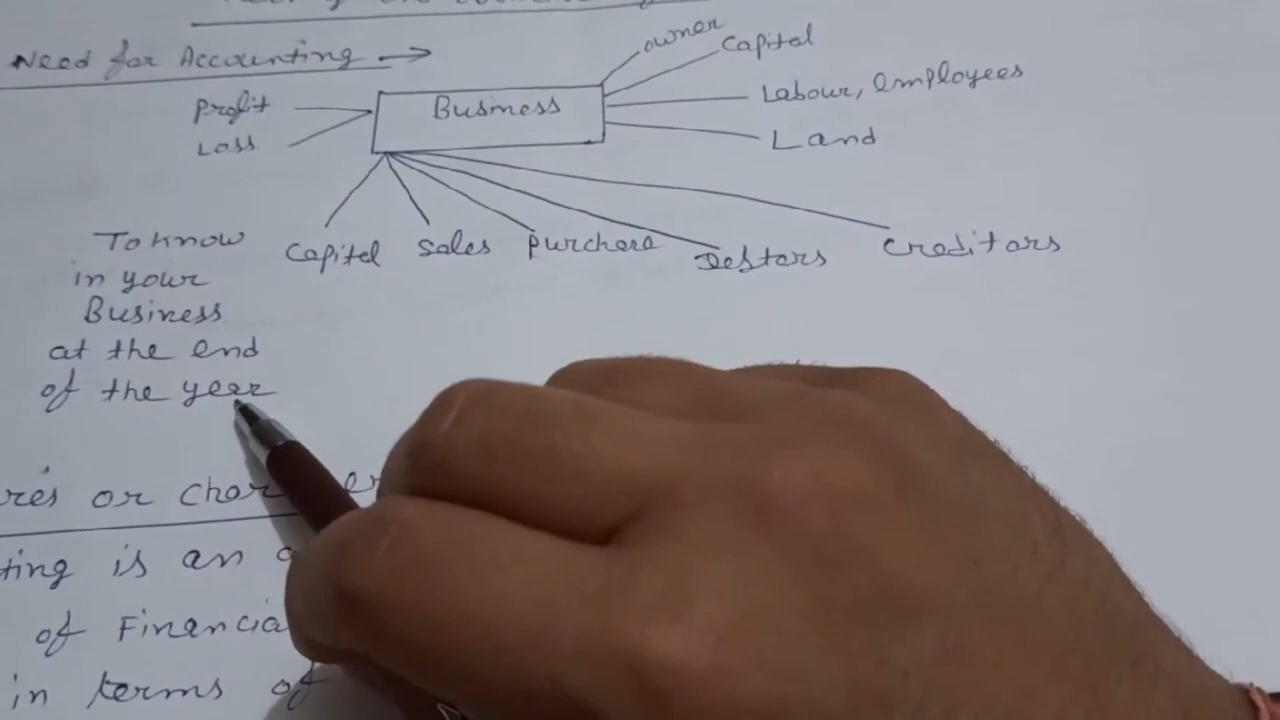 Need for Accounting →
owner
Capital
Labour, employees
Land
Business
Profit
Loss
To know
in your
Business
at the end
of the year
Capital
Sales
purchase
Debtors
Creditors
res or
ting is an
of Financia
in terms of